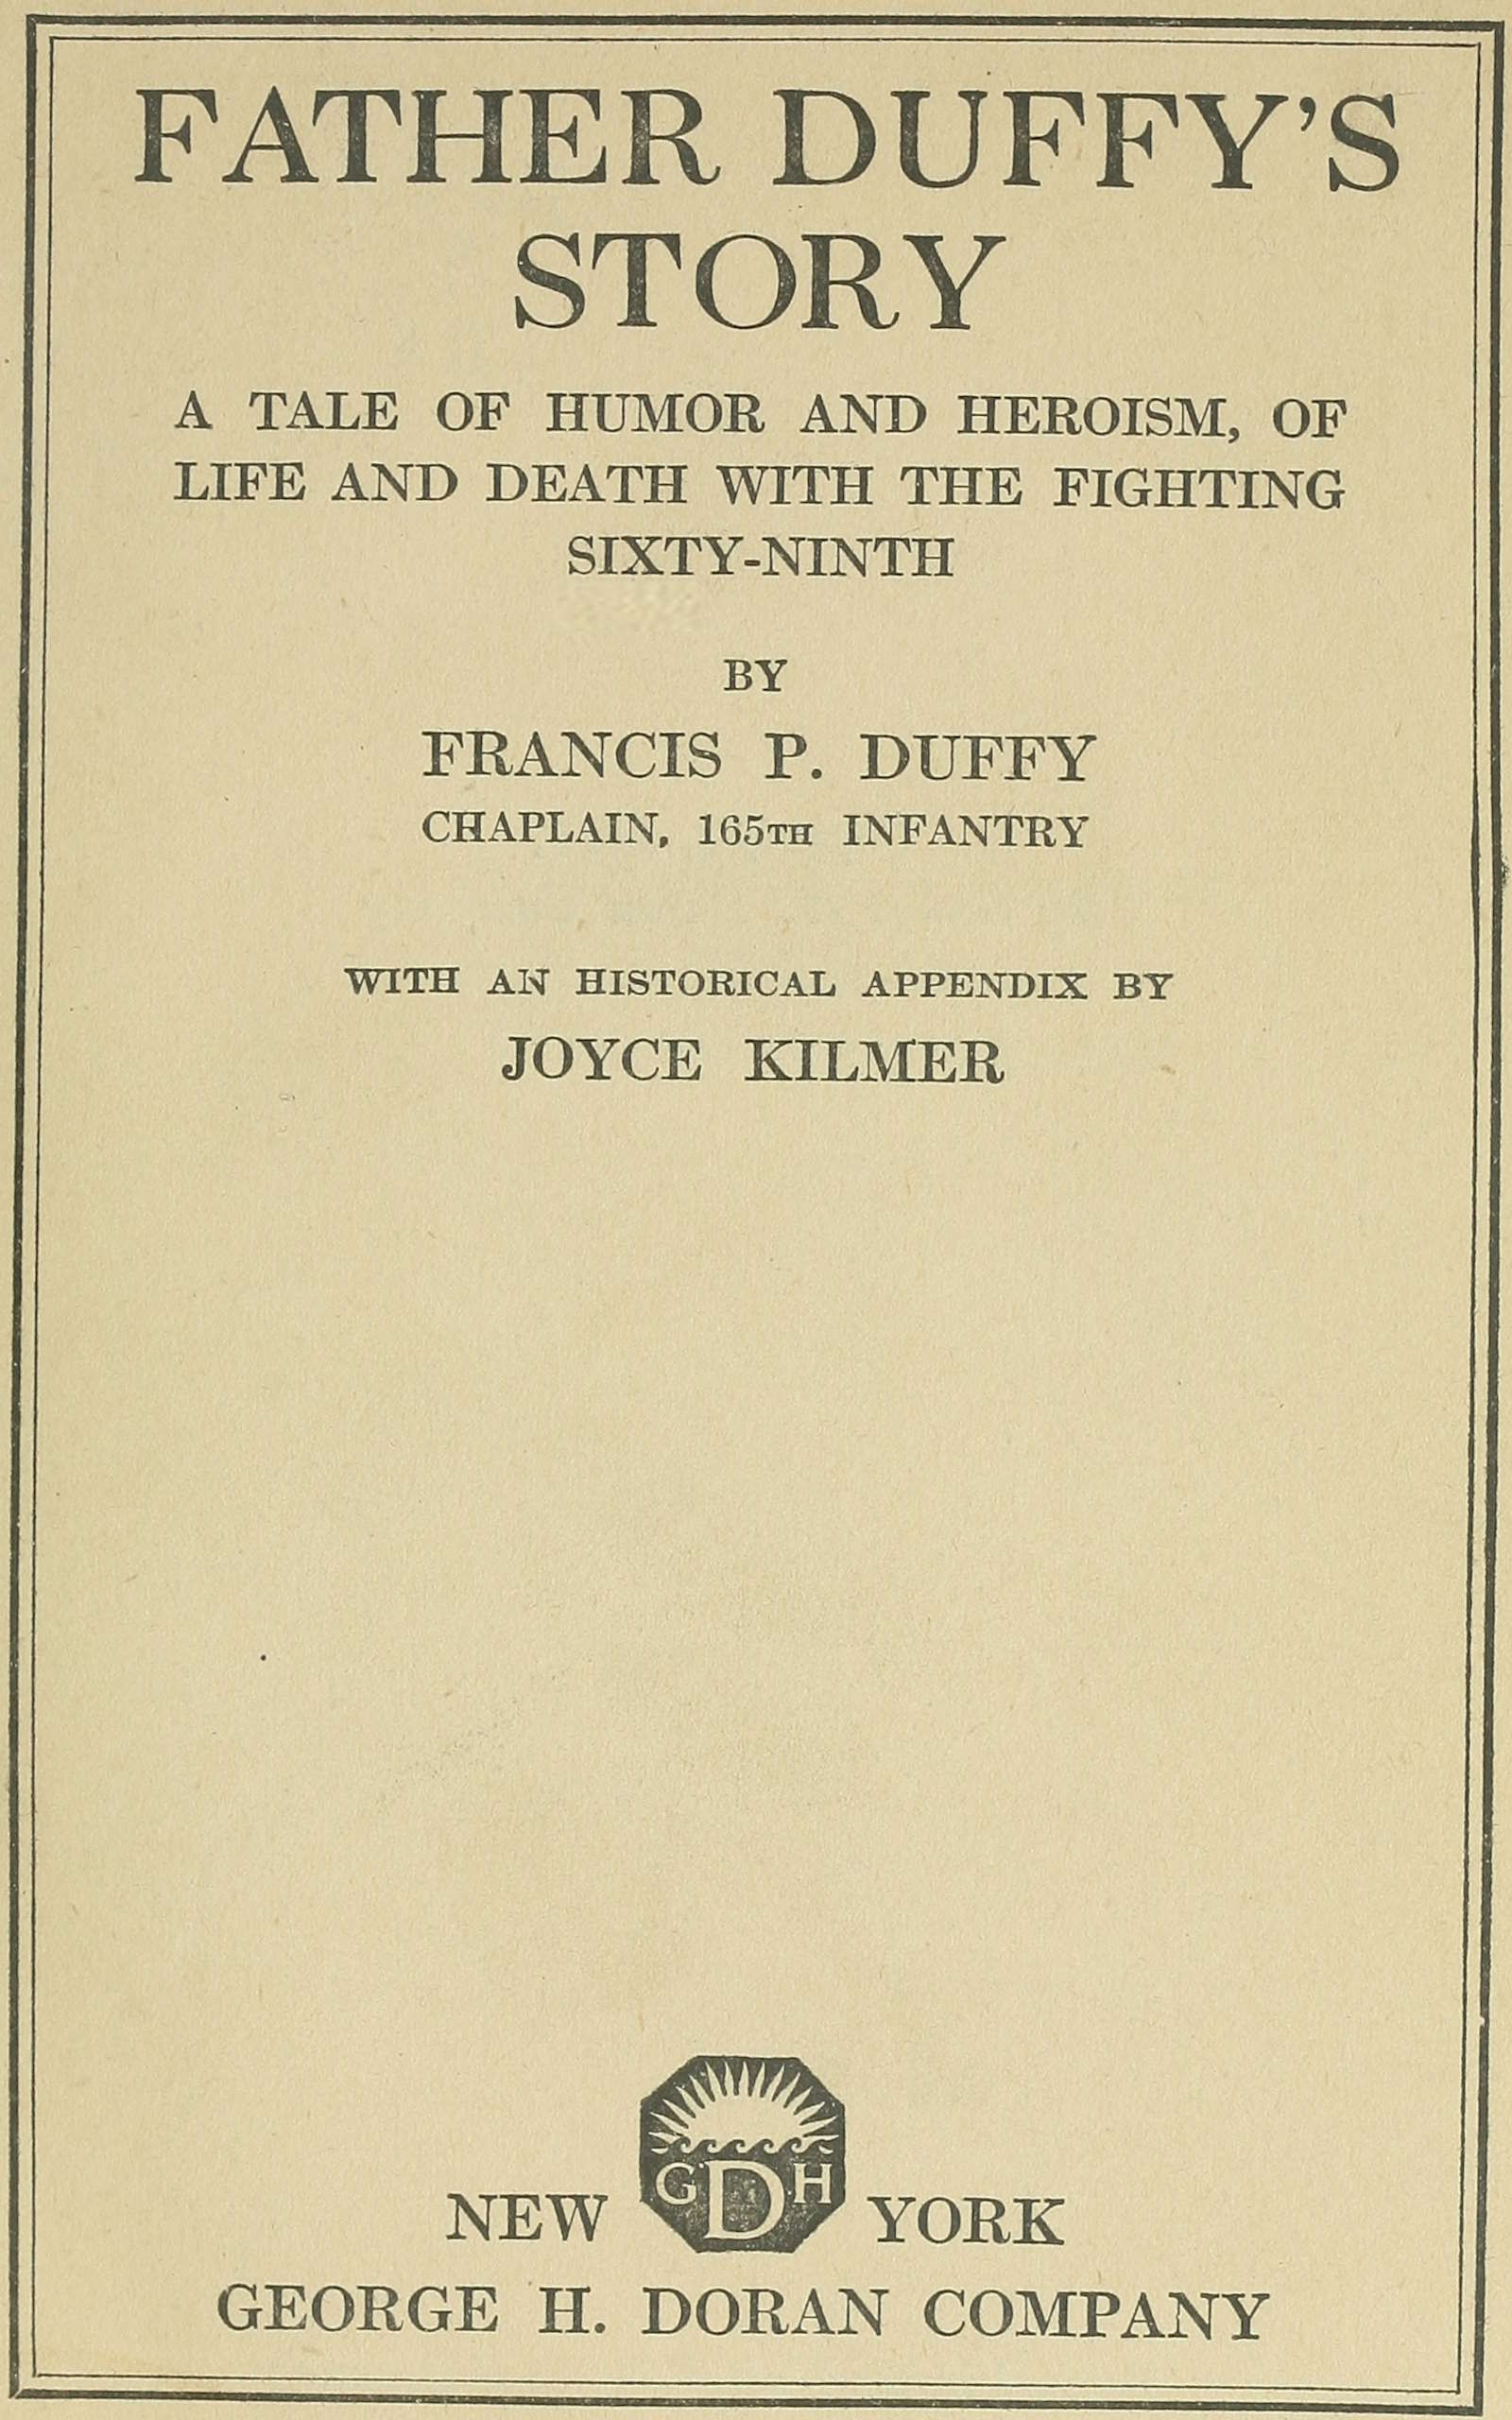 FATHER DUFFY'S
STORY
A TALE OF HUMOR AND HEROISM, OF
LIFE AND DEATH WITH THE FIGHTING
SIXTY-NINTH
BY
FRANCIS P. DUFFY
CHAPLAIN, 165TH INFANTRY
WITH AN HISTORICAL APPENDIX BY
JOYCE KILMER
G D H
NEW YORK
GEORGE H. DORAN COMPANY